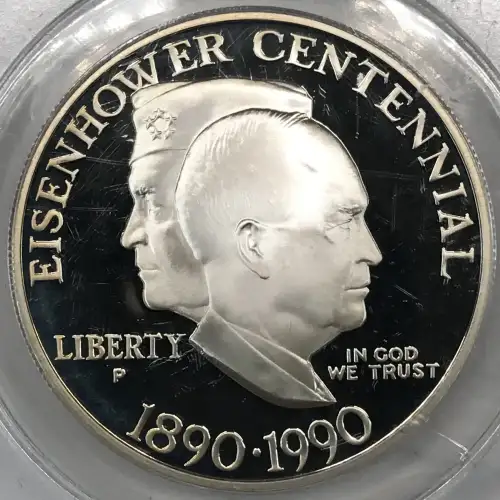 EISENHOWER CENTENNIAL
LIBERTY
P
IN GOD
WE TRUST
1890·1990